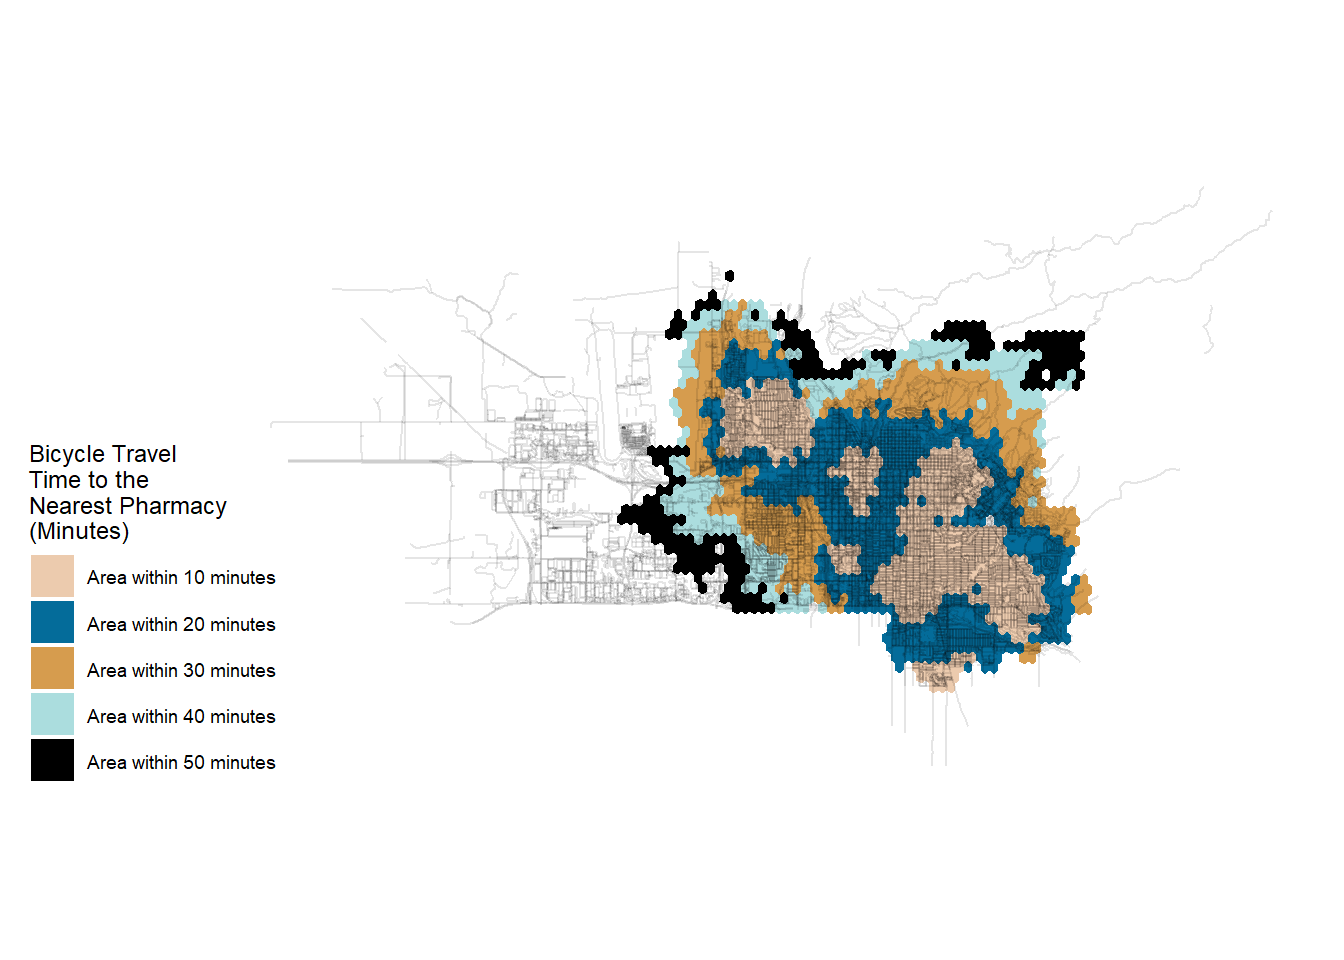 Bicycle Travel
Time to the
Nearest Pharmacy
(Minutes)
Area within 10 minutes
Area within 20 minutes
Area within 30 minutes
Area within 40 minutes
Area within 50 minutes